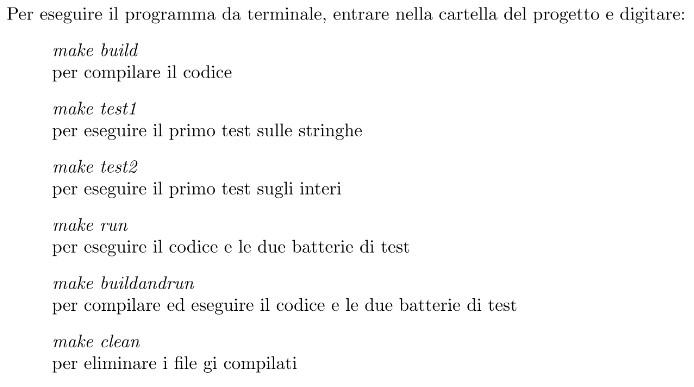 Per eseguire il programma da terminale, entrare nella cartella del progetto e digitare:
make build
per compilare il codice
make test1
per eseguire il primo test sulle stringhe
make test2
per eseguire il primo test sugli interi
make run
per eseguire il codice e le due batterie di test
make buildandrun
per compilare ed eseguire il codice e le due batterie di test
make clean
per eliminare i file gi compilati